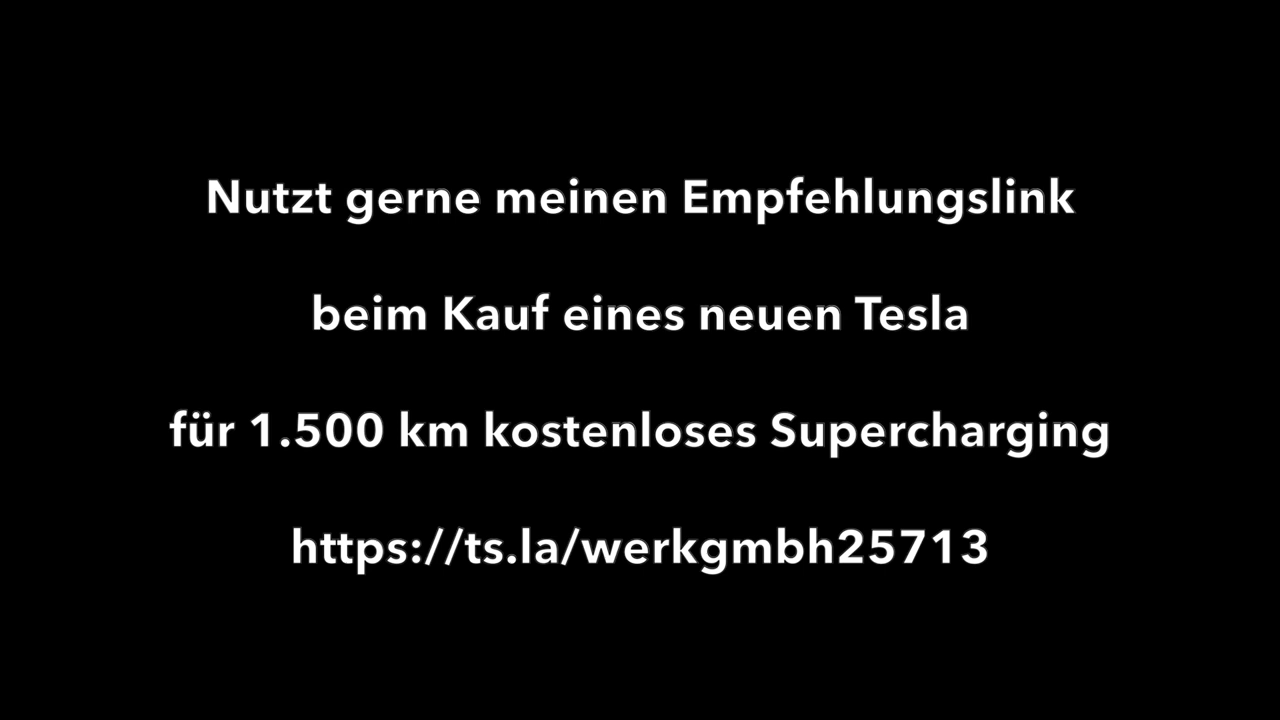 Nutzt gerne meinen Empfehlungslink
beim Kauf eines neuen Tesla
für 1.500 km kostenloses Supercharging
https://ts.la/werkgmbh25713